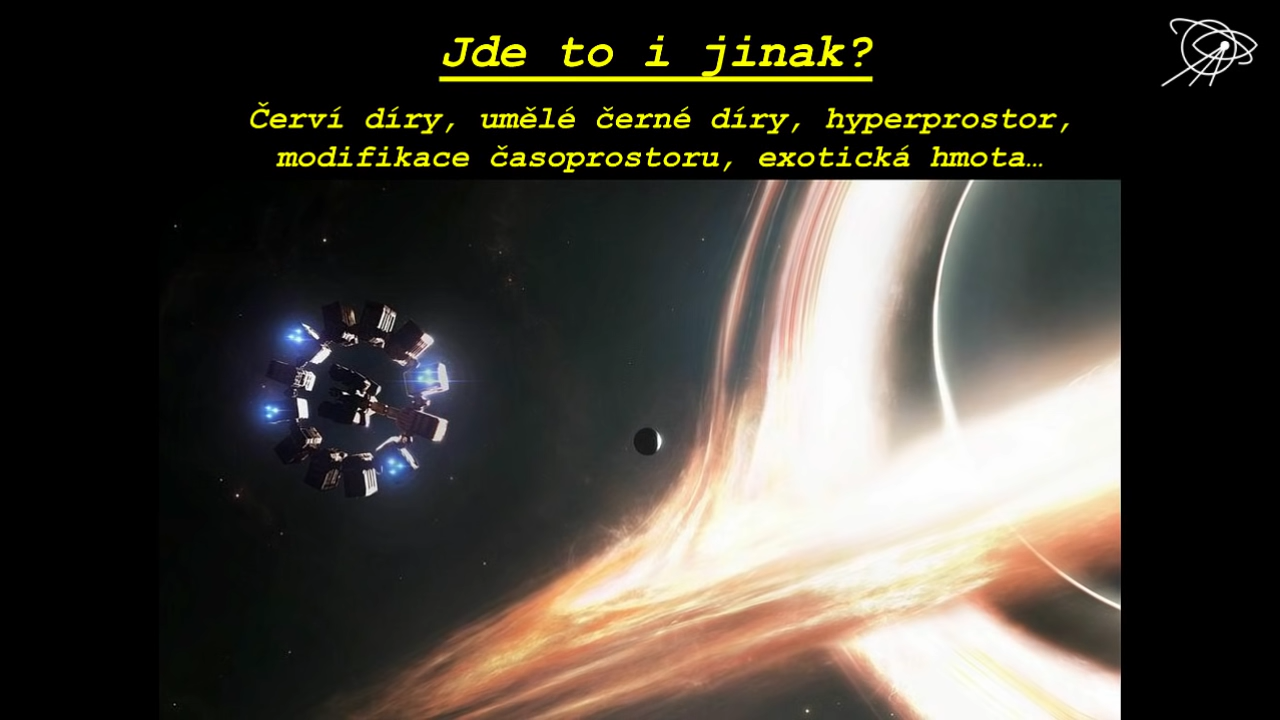 Jde to i jinak?
Červí díry, umělé černé díry, hyperprostor,
modifikace časoprostoru, exotická hmota…